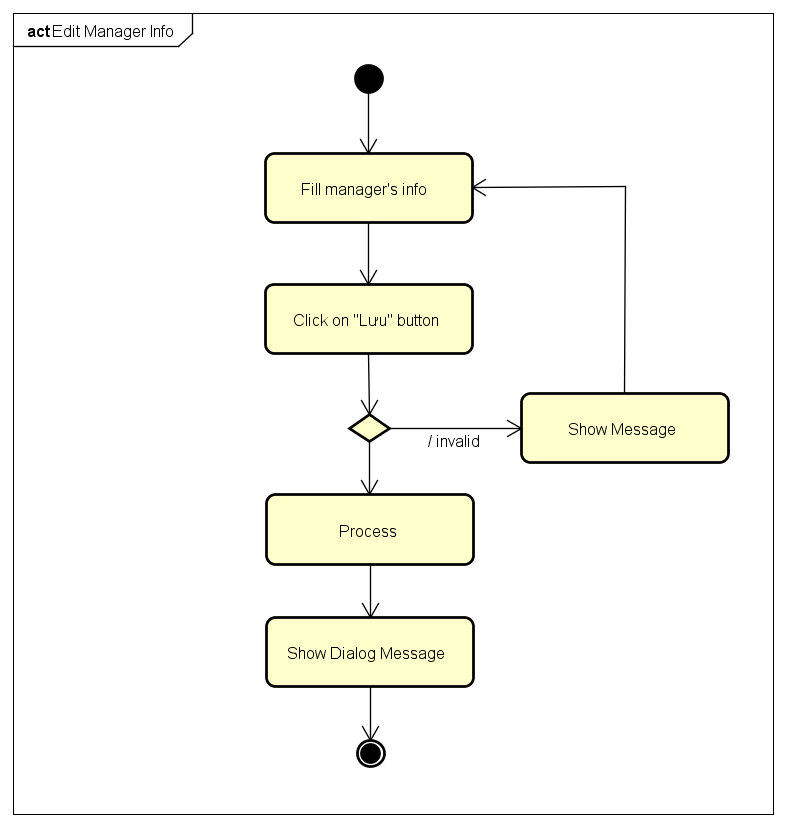 act Edit Manager Info
Fill manager's info
Click on "Lưu" button
/ invalid
Show Message
Process
Show Dialog Message